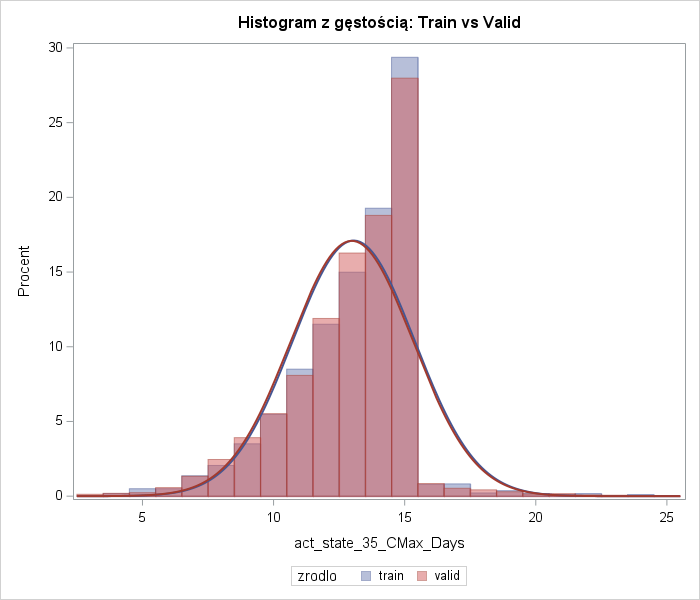 Histogram z gęstością: Train vs Valid
30
25
20
15
10
5
0
Procent
5 10 15 20 25
act_state_35_CMax_Days
zrodlo train valid